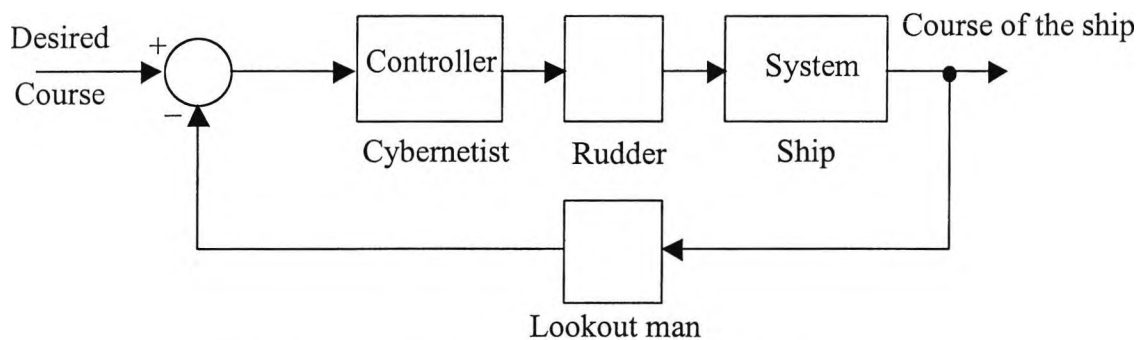 Desired
Course
+
−
Controller
Cybernetist
Rudder
System
Ship
Course of the ship
Lookout man